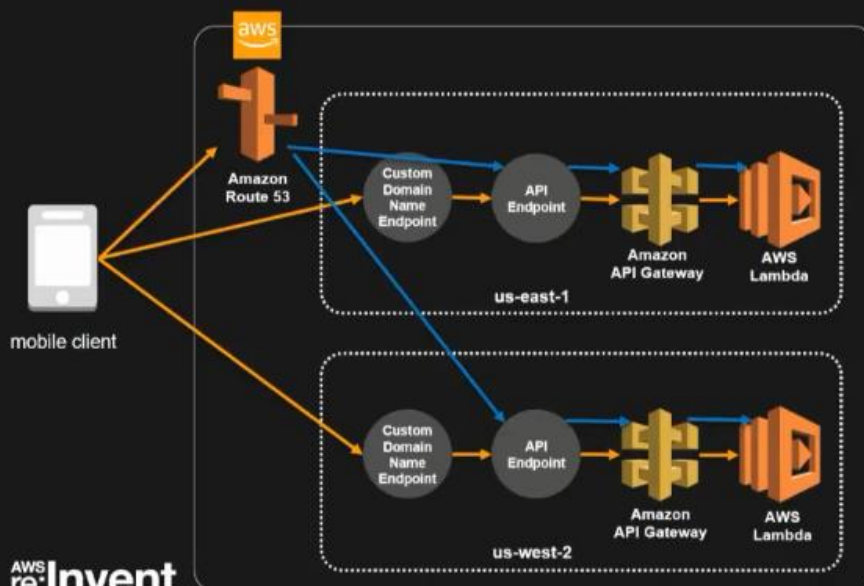 aws
Amazon
Route 53
Custom
Domain
Name
Endpoint
API
Endpoint
Amazon
API Gateway
AWS
Lambda
us-east-1
mobile client
Custom
Domain
Name
Endpoint
API
Endpoint
Amazon
API Gateway
AWS
Lambda
us-west-2
AWS
re:Invent